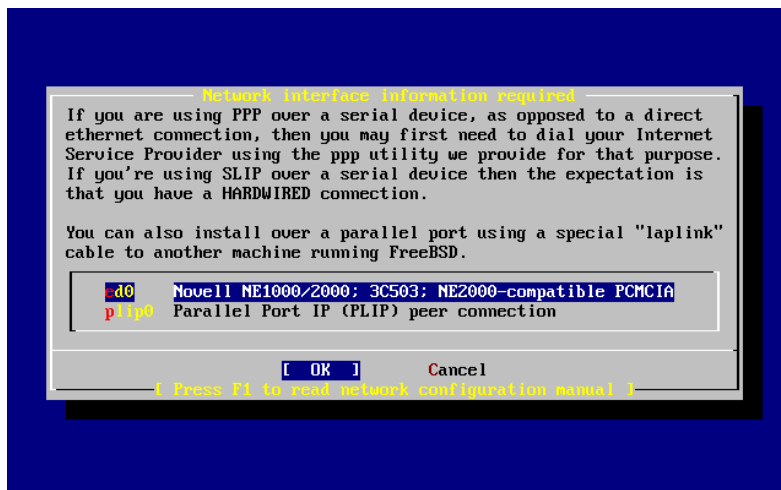 Network interface information required
If you are using PPP over a serial device, as opposed to a direct
ethernet connection, then you may first need to dial your Internet
Service Provider using the ppp utility we provide for that purpose.
If you're using SLIP over a serial device then the expectation is
that you have a HARDWIRED connection.
You can also install over a parallel port using a special "laplink"
cable to another machine running FreeBSD.
ed0 Novell NE1000/2000; 3C503; NE2000-compatible PCMCIA
plip0 Parallel Port IP (PLIP) peer connection
[ OK ] Cancel
[ Press F1 to read network configuration manual ]